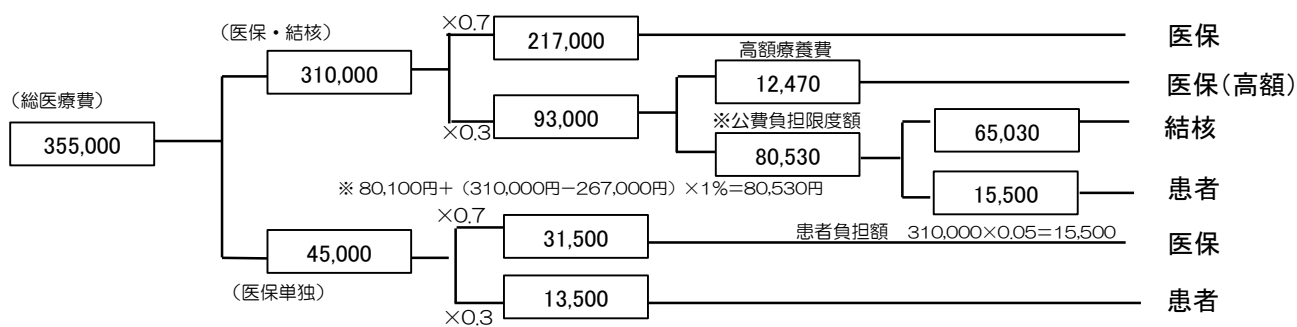 ×0.7
（医保・結核）
217,000
医保
高額療養費
310,000
12,470
医保（高額）
（総医療費）
93,000
※公費負担限度額
65,030
結核
×0.3
355,000
80,530
※ 80,100円＋（310,000円−267,000円）×1％＝80,530円
15,500
患者
×0.7
31,500
患者負担額　310,000×0.05＝15,500
医保
45,000
（医保単独）
13,500
患者
×0.3